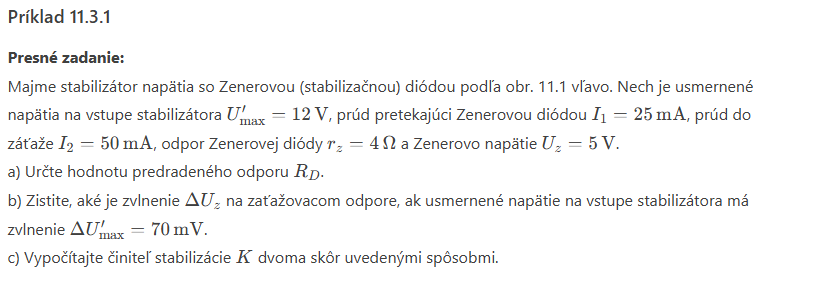 Príklad 11.3.1
Presné zadanie:
Majme stabilizátor napätia so Zenerovou (stabilizačnou) diódou podľa obr. 11.1 vľavo. Nech je usmernené
napätia na vstupe stabilizátora U′max = 12 V, prúd pretekajúci Zenerovou diódou I₁ = 25 mA, prúd do
záťaže I₂ = 50 mA, odpor Zenerovej diódy r_z = 4 Ω a Zenerovo napätie U_z = 5 V.
a) Určte hodnotu predradeného odporu R_D.
b) Zistite, aké je zvlnenie ΔU_z na zaťažovacom odpore, ak usmernené napätie na vstupe stabilizátora má
zvlnenie ΔU′max = 70 mV.
c) Vypočítajte činiteľ stabilizácie K dvoma skôr uvedenými spôsobmi.